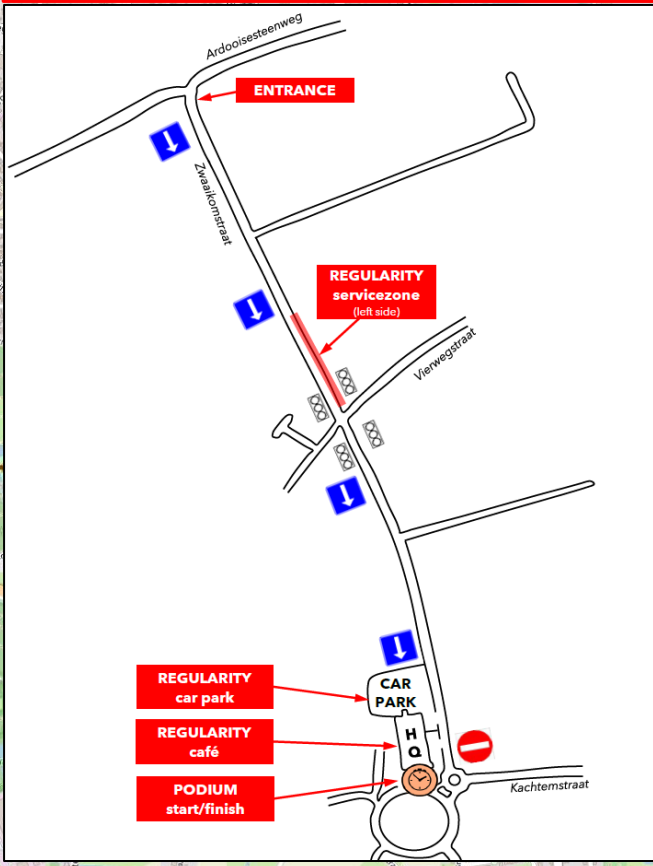 Ardooisesteenweg
ENTRANCE
Zwaaikomstraat
REGULARITY
servicezone
(left side)
Vierwegstraat
REGULARITY
car park
CAR
PARK
REGULARITY
café
H
Q
PODIUM
start/finish
Kachtemstraat